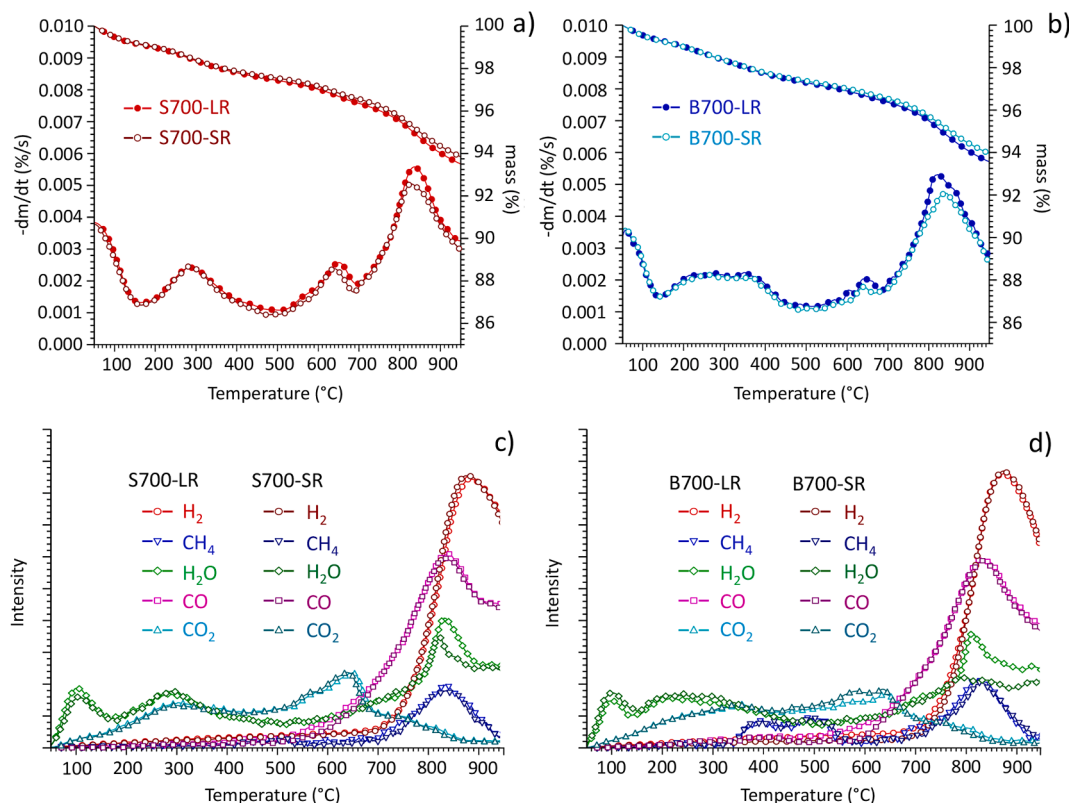 a)
0.010
0.009
0.008
0.007
0.006
0.005
0.004
0.003
0.002
0.001
0.000
-dm/dt (%/s)
S700-LR
S700-SR
100
98
96
94
92
90
88
86
mass (%)
100 200 300 400 500 600 700 800 900
Temperature (°C)
b)
0.010
0.009
0.008
0.007
0.006
0.005
0.004
0.003
0.002
0.001
0.000
-dm/dt (%/s)
B700-LR
B700-SR
100
98
96
94
92
90
88
86
mass (%)
100 200 300 400 500 600 700 800 900
Temperature (°C)
c)
Intensity
S700-LR S700-SR
H₂ H₂
CH₄ CH₄
H₂O H₂O
CO CO
CO₂ CO₂
100 200 300 400 500 600 700 800 900
Temperature (°C)
d)
Intensity
B700-LR B700-SR
H₂ H₂
CH₄ CH₄
H₂O H₂O
CO CO
CO₂ CO₂
100 200 300 400 500 600 700 800 900
Temperature (°C)